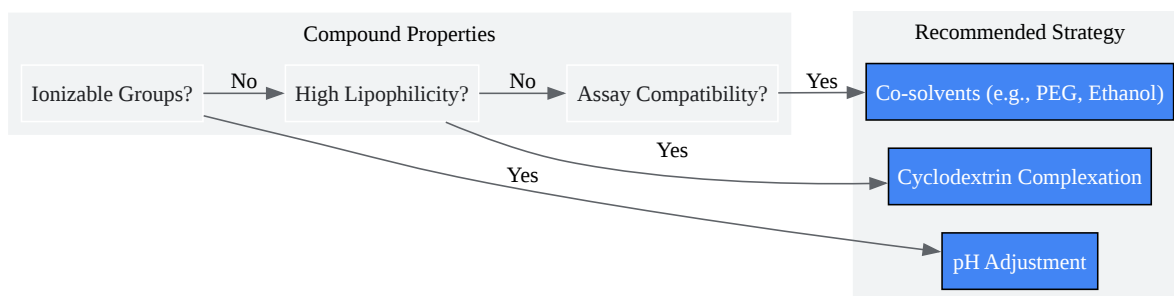 Compound Properties
Recommended Strategy
Ionizable Groups?
No
High Lipophilicity?
No
Assay Compatibility?
Yes
Co-solvents (e.g., PEG, Ethanol)
Yes
Cyclodextrin Complexation
Yes
pH Adjustment